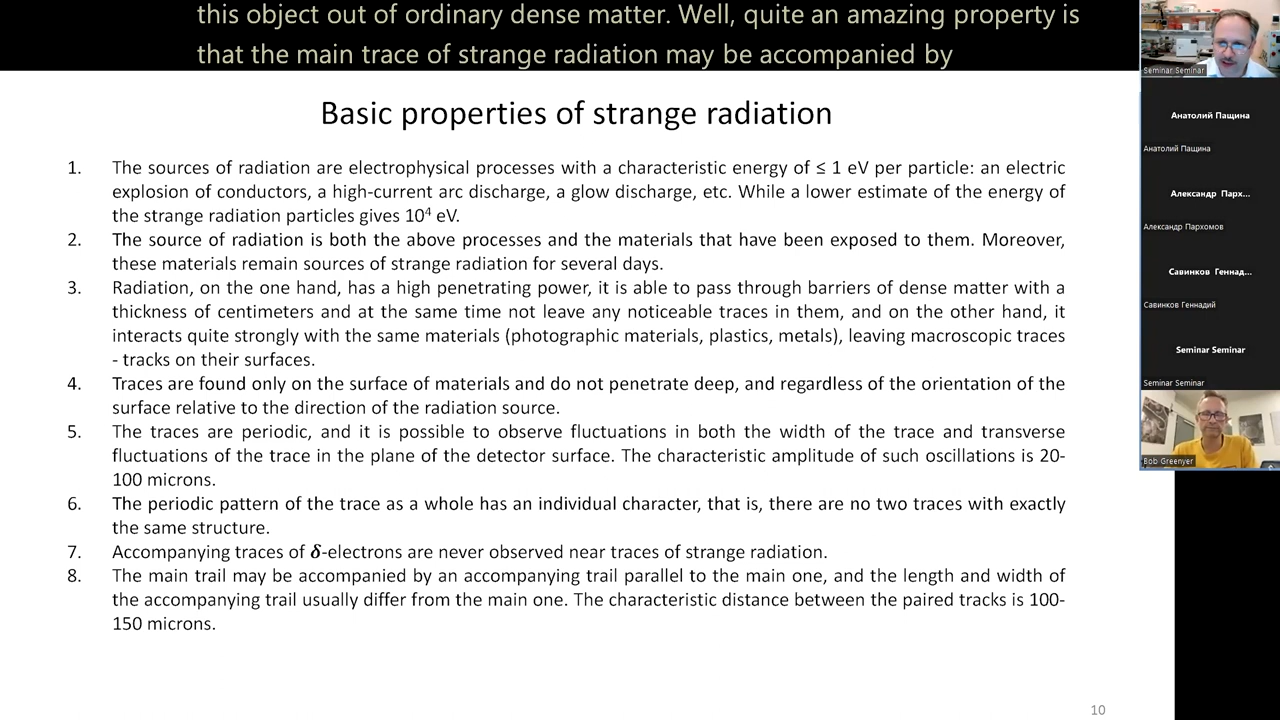 this object out of ordinary dense matter. Well, quite an amazing property is
that the main trace of strange radiation may be accompanied by
Basic properties of strange radiation
1. The sources of radiation are electrophysical processes with a characteristic energy of ≤ 1 eV per particle: an electric
explosion of conductors, a high-current arc discharge, a glow discharge, etc. While a lower estimate of the energy of
the strange radiation particles gives 10⁴ eV.
2. The source of radiation is both the above processes and the materials that have been exposed to them. Moreover,
these materials remain sources of strange radiation for several days.
3. Radiation, on the one hand, has a high penetrating power, it is able to pass through barriers of dense matter with a
thickness of centimeters and at the same time not leave any noticeable traces in them, and on the other hand, it
interacts quite strongly with the same materials (photographic materials, plastics, metals), leaving macroscopic traces
- tracks on their surfaces.
4. Traces are found only on the surface of materials and do not penetrate deep, and regardless of the orientation of the
surface relative to the direction of the radiation source.
5. The traces are periodic, and it is possible to observe fluctuations in both the width of the trace and transverse
fluctuations of the trace in the plane of the detector surface. The characteristic amplitude of such oscillations is 20-
100 microns.
6. The periodic pattern of the trace as a whole has an individual character, that is, there are no two traces with exactly
the same structure.
7. Accompanying traces of δ-electrons are never observed near traces of strange radiation.
8. The main trail may be accompanied by an accompanying trail parallel to the main one, and the length and width of
the accompanying trail usually differ from the main one. The characteristic distance between the paired tracks is 100-
150 microns.
10
Seminar Seminar
Анатолий Пащина
Анатолий Пащина
Александр Парх...
Александр Пархомов
Савинков Геннад...
Савинков Геннадий
Seminar Seminar
Seminar Seminar
Bob Greenyer